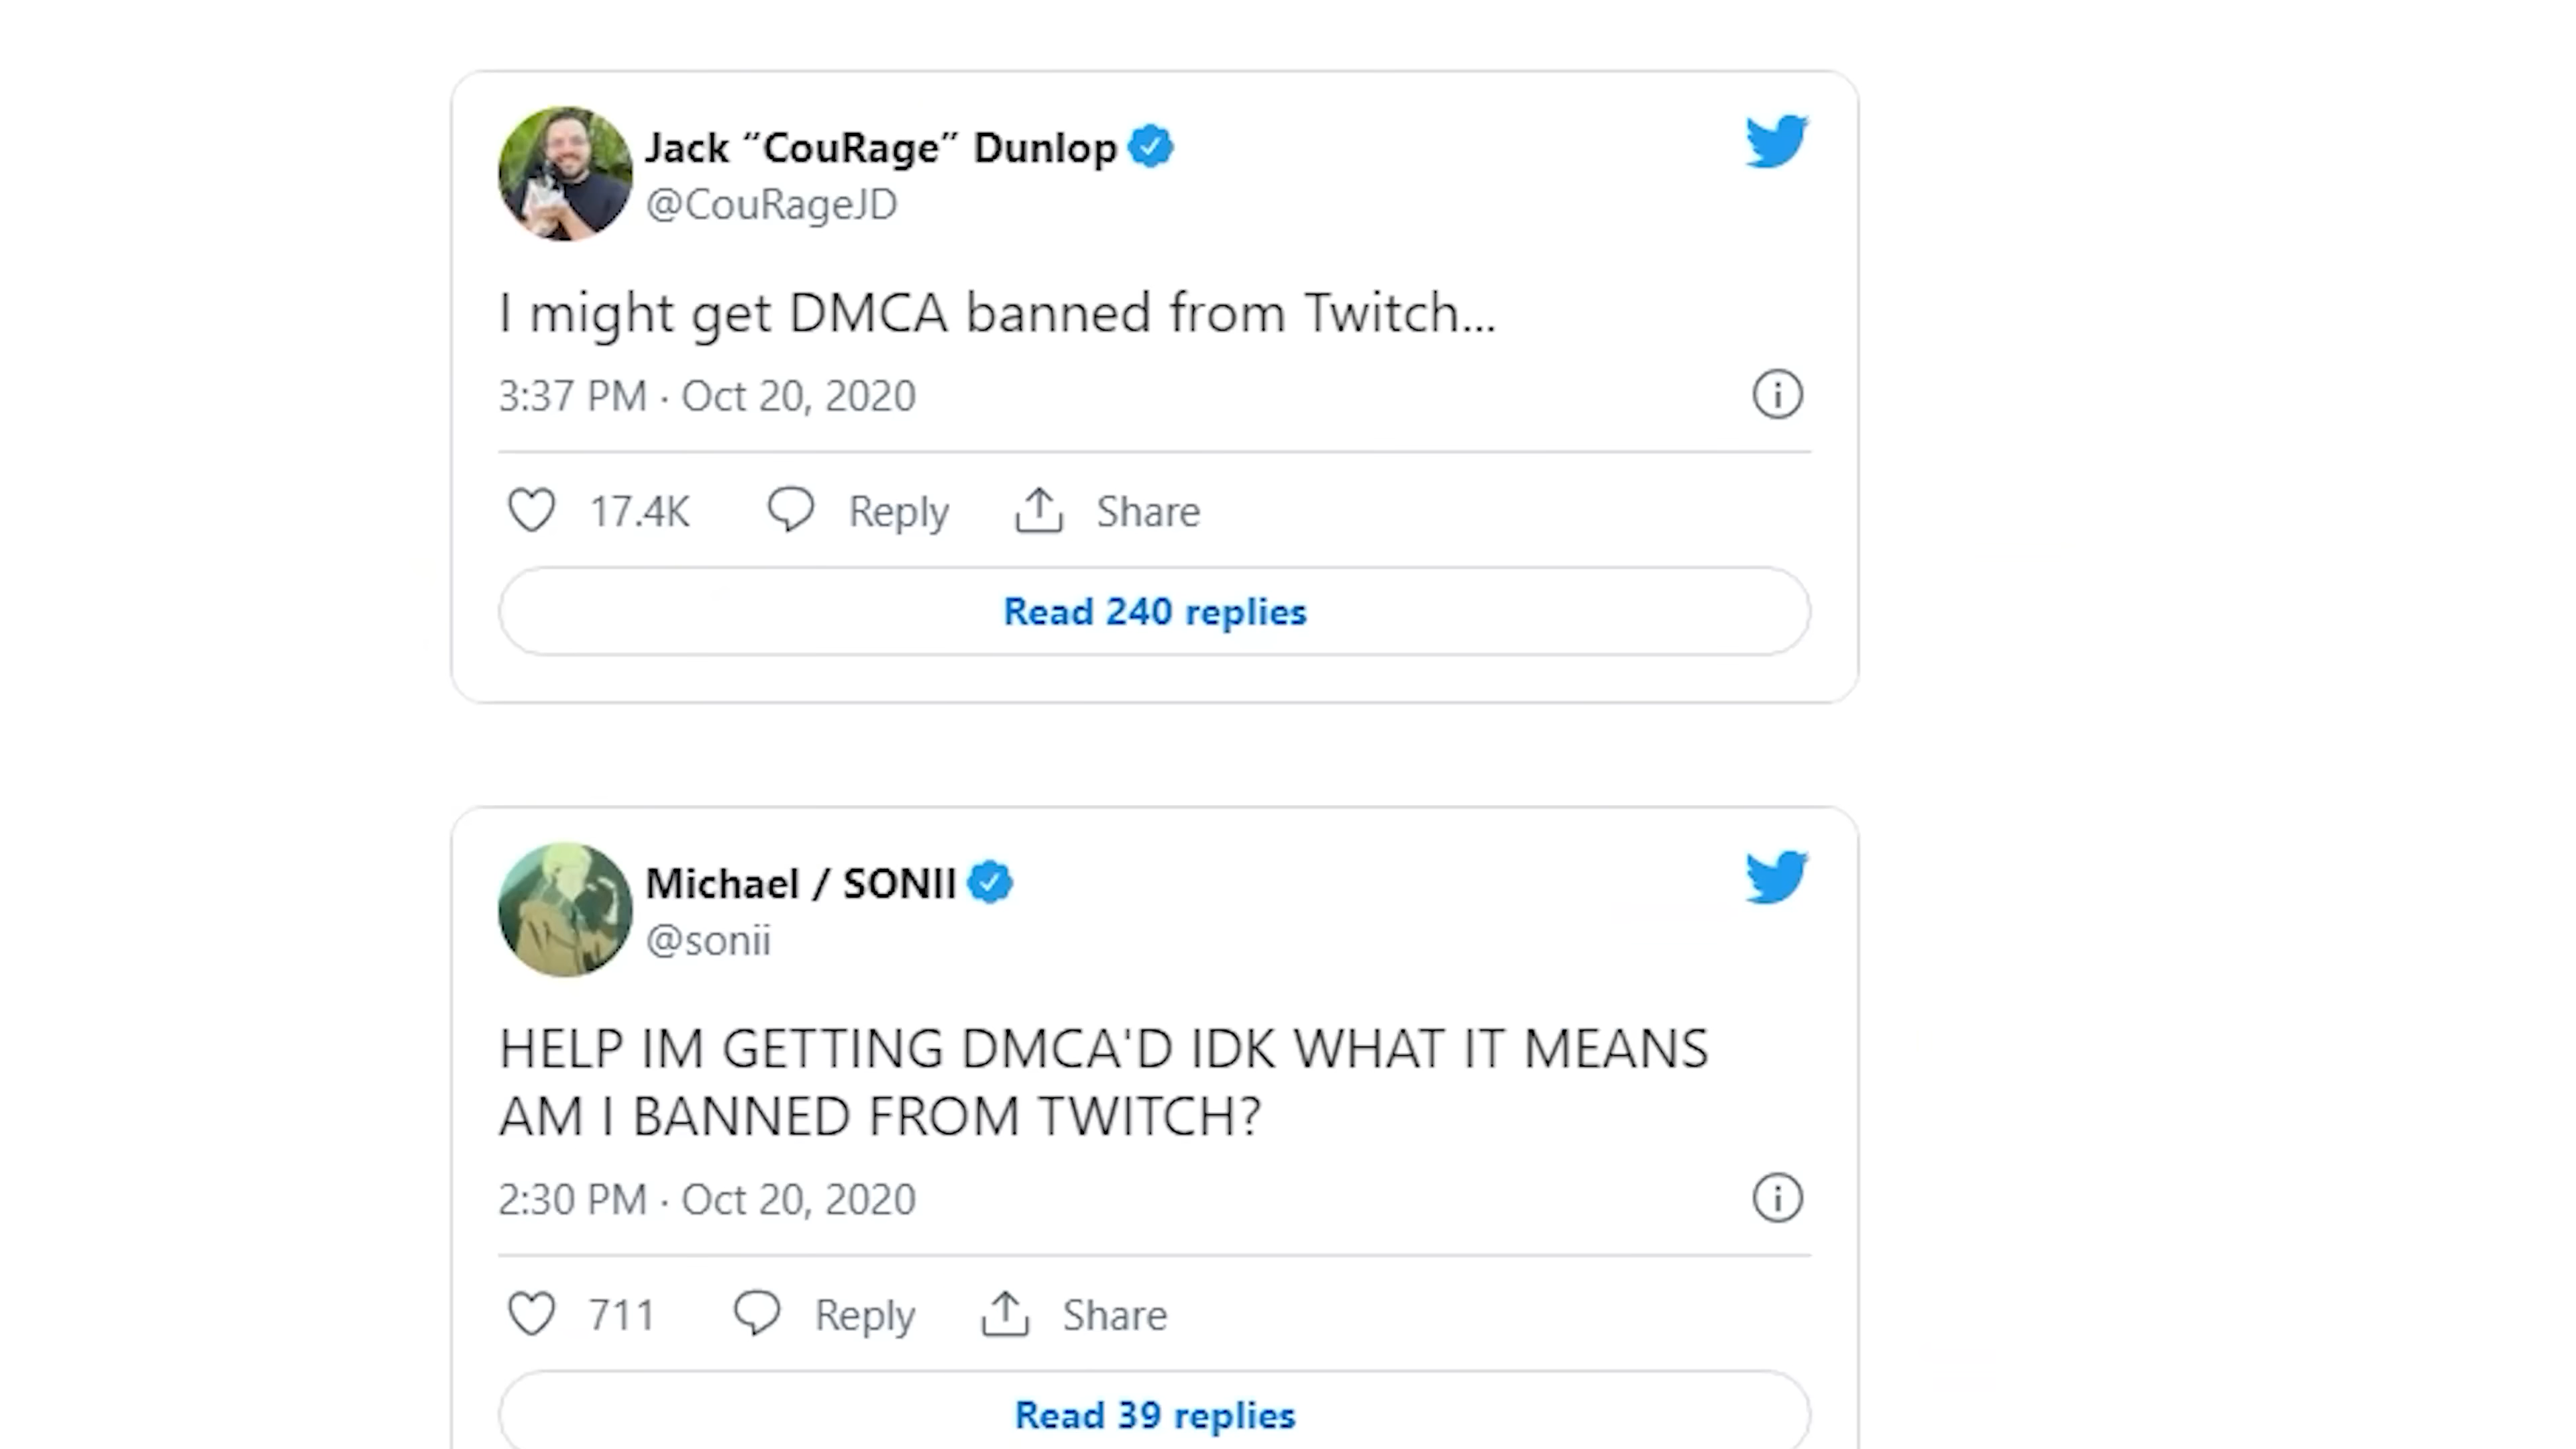 Jack “CouRage” Dunlop
@CouRageJD
I might get DMCA banned from Twitch...
3:37 PM · Oct 20, 2020
17.4K Reply Share
Read 240 replies
Michael / SONII
@sonii
HELP IM GETTING DMCA'D IDK WHAT IT MEANS
AM I BANNED FROM TWITCH?
2:30 PM · Oct 20, 2020
711 Reply Share
Read 39 replies